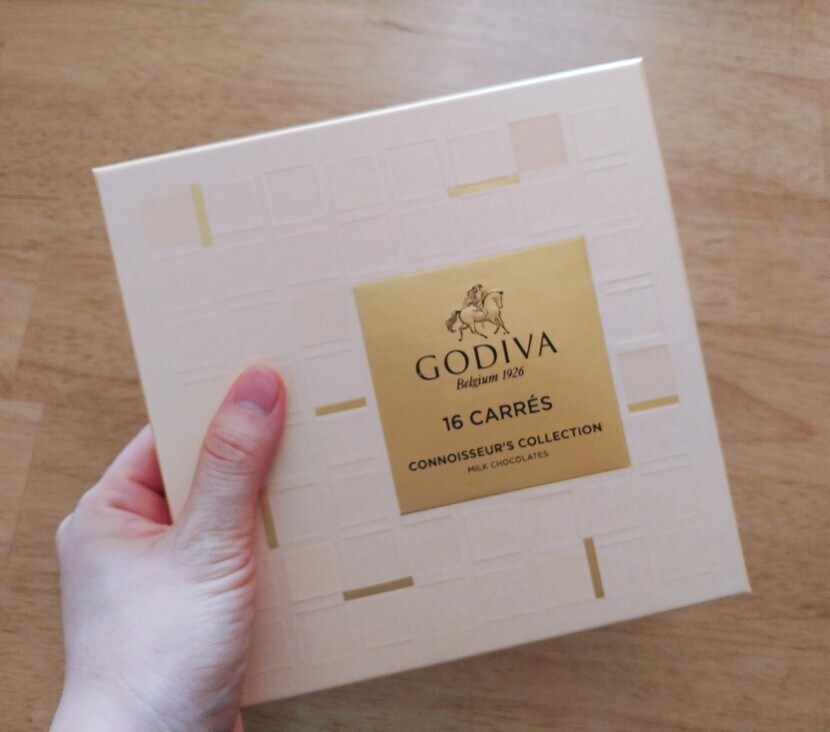 GODIVA
Belgium 1926
16 CARRÉS
CONNOISSEUR'S COLLECTION
MILK CHOCOLATES